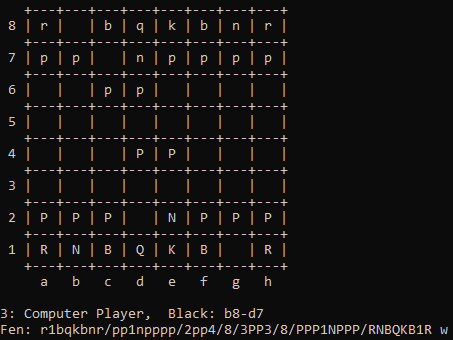 +---+---+---+---+---+---+---+---+
8 | r |   | b | q | k | b | n | r |
+---+---+---+---+---+---+---+---+
7 | p | p |   | n | p | p | p | p |
+---+---+---+---+---+---+---+---+
6 |   |   | p | p |   |   |   |   |
+---+---+---+---+---+---+---+---+
5 |   |   |   |   |   |   |   |   |
+---+---+---+---+---+---+---+---+
4 |   |   |   | P | P |   |   |   |
+---+---+---+---+---+---+---+---+
3 |   |   |   |   |   |   |   |   |
+---+---+---+---+---+---+---+---+
2 | P | P | P |   | N | P | P | P |
+---+---+---+---+---+---+---+---+
1 | R | N | B | Q | K | B |   | R |
+---+---+---+---+---+---+---+---+
a   b   c   d   e   f   g   h
3: Computer Player,  Black: b8-d7
Fen: r1bqkbnr/pp1npppp/2pp4/8/3PP3/8/PPP1NPPP/RNBQKB1R w